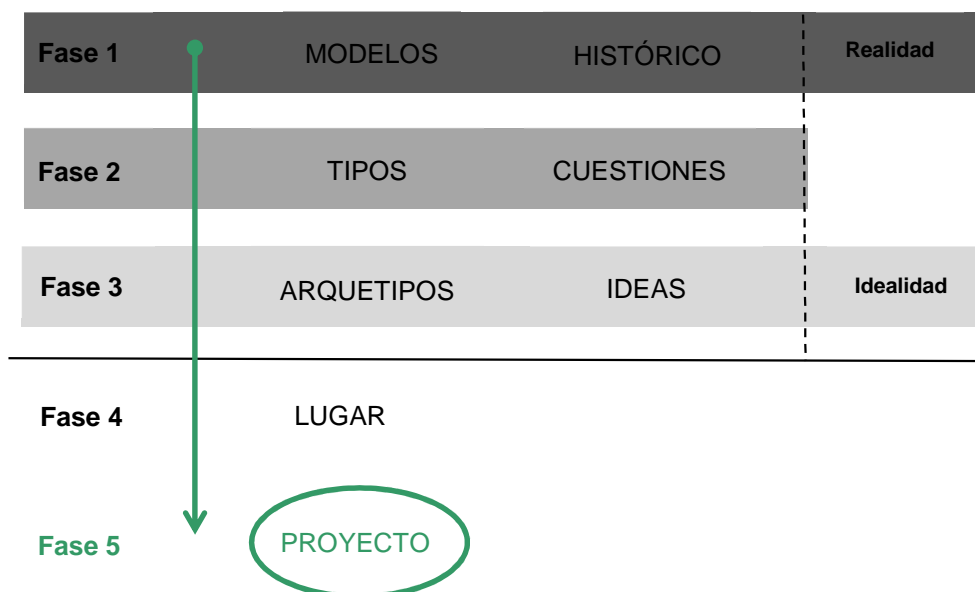 Fase 1 MODELOS HISTÓRICO Realidad
Fase 2 TIPOS CUESTIONES
Fase 3 ARQUETIPOS IDEAS Idealidad
Fase 4 LUGAR
Fase 5 PROYECTO